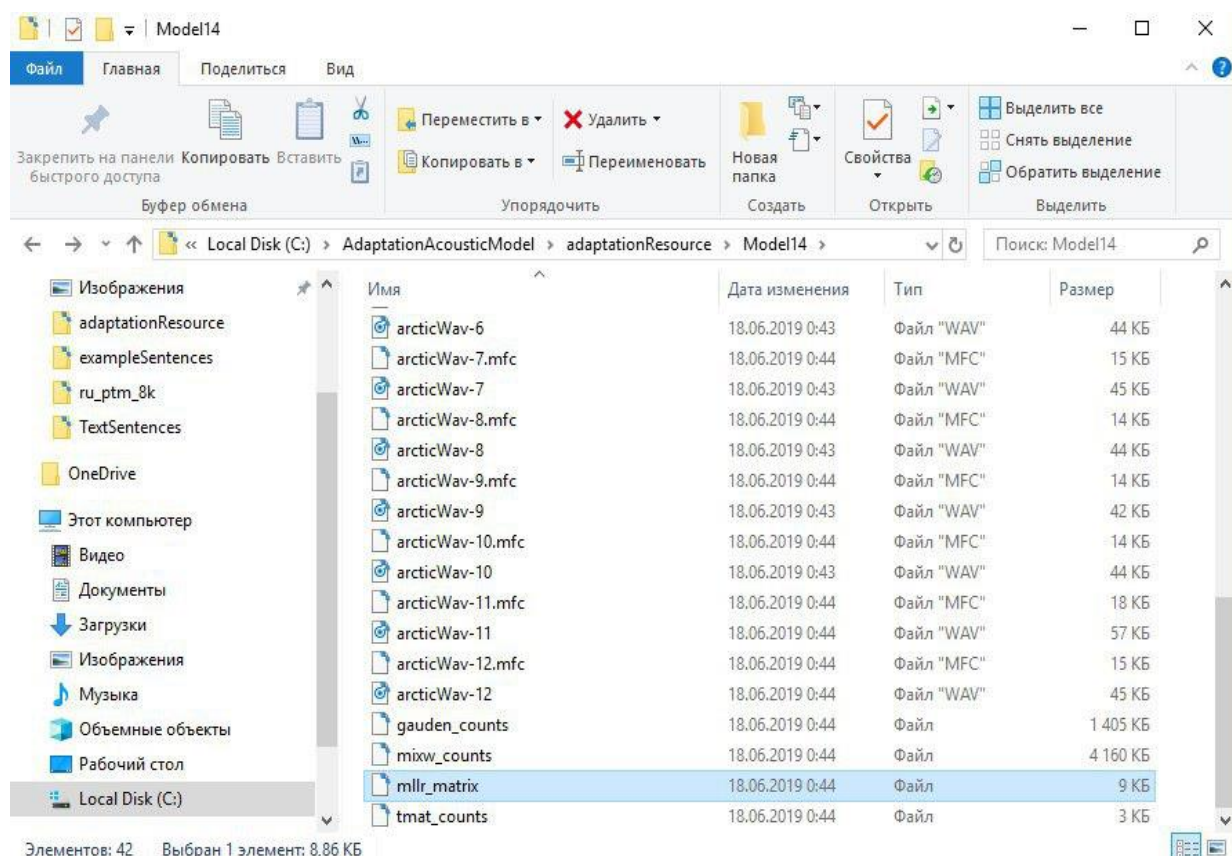 Model14
Файл Главная Поделиться Вид
Закрепить на панели быстрого доступа
Копировать
Вставить
Переместить в
Копировать в
Удалить
Переименовать
Новая папка
Свойства
Выделить все
Снять выделение
Обратить выделение
Буфер обмена Упорядочить Создать Открыть Выделить
« Local Disk (C:) › AdaptationAcousticModel › adaptationResource › Model14 ›
Поиск: Model14
Изображения
adaptationResource
exampleSentences
ru_ptm_8k
TextSentences
OneDrive
Этот компьютер
Видео
Документы
Загрузки
Изображения
Музыка
Объемные объекты
Рабочий стол
Local Disk (C:)
Имя Дата изменения Тип Размер
arcticWav-6 18.06.2019 0:43 Файл "WAV" 44 КБ
arcticWav-7.mfc 18.06.2019 0:44 Файл "MFC" 15 КБ
arcticWav-7 18.06.2019 0:43 Файл "WAV" 45 КБ
arcticWav-8.mfc 18.06.2019 0:44 Файл "MFC" 14 КБ
arcticWav-8 18.06.2019 0:43 Файл "WAV" 44 КБ
arcticWav-9.mfc 18.06.2019 0:44 Файл "MFC" 14 КБ
arcticWav-9 18.06.2019 0:43 Файл "WAV" 42 КБ
arcticWav-10.mfc 18.06.2019 0:44 Файл "MFC" 14 КБ
arcticWav-10 18.06.2019 0:43 Файл "WAV" 44 КБ
arcticWav-11.mfc 18.06.2019 0:44 Файл "MFC" 18 КБ
arcticWav-11 18.06.2019 0:44 Файл "WAV" 57 КБ
arcticWav-12.mfc 18.06.2019 0:44 Файл "MFC" 15 КБ
arcticWav-12 18.06.2019 0:44 Файл "WAV" 45 КБ
gauden_counts 18.06.2019 0:44 Файл 1 405 КБ
mixw_counts 18.06.2019 0:44 Файл 4 160 КБ
mllr_matrix 18.06.2019 0:44 Файл 9 КБ
tmat_counts 18.06.2019 0:44 Файл 3 КБ
Элементов: 42 Выбран 1 элемент: 8,86 КБ